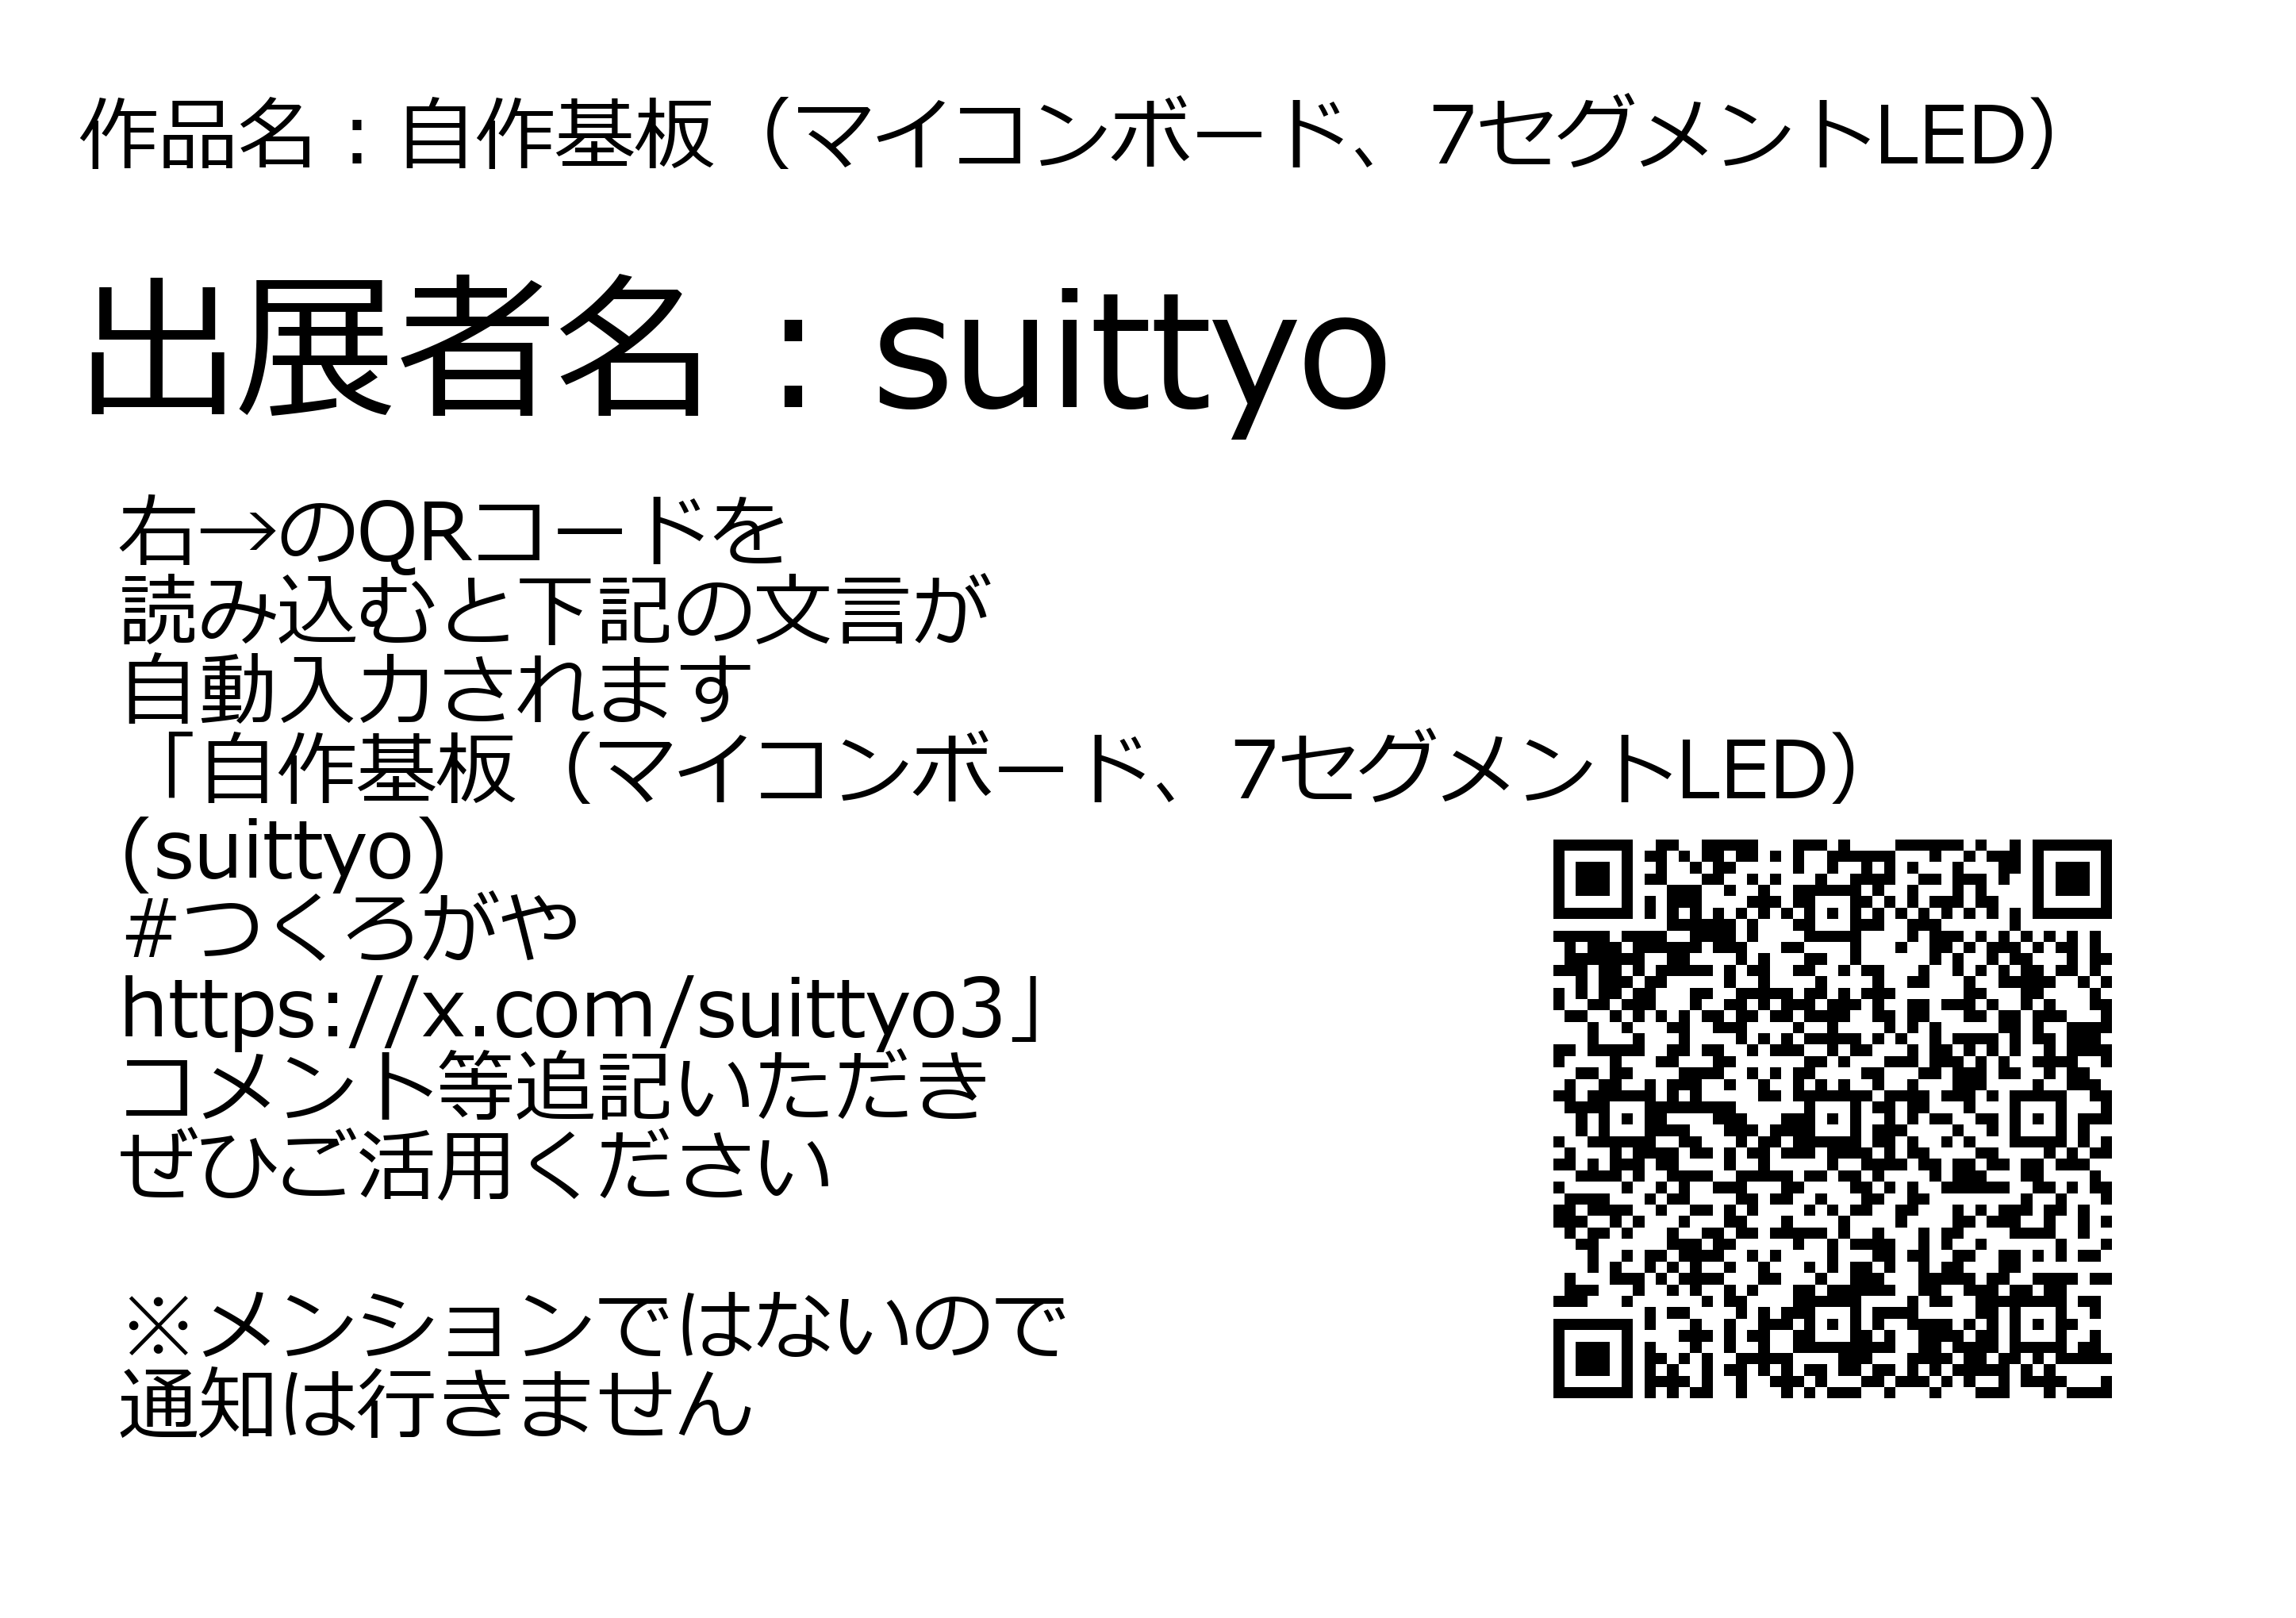 作品名：自作基板（マイコンボード、7セグメントLED）
出展者名：suittyo
右→のQRコードを
読み込むと下記の文言が
自動入力されます
「自作基板（マイコンボード、7セグメントLED）
（suittyo）
#つくろがや
https://x.com/suittyo3」
コメント等追記いただき
ぜひご活用ください
※メンションではないので
通知は行きません